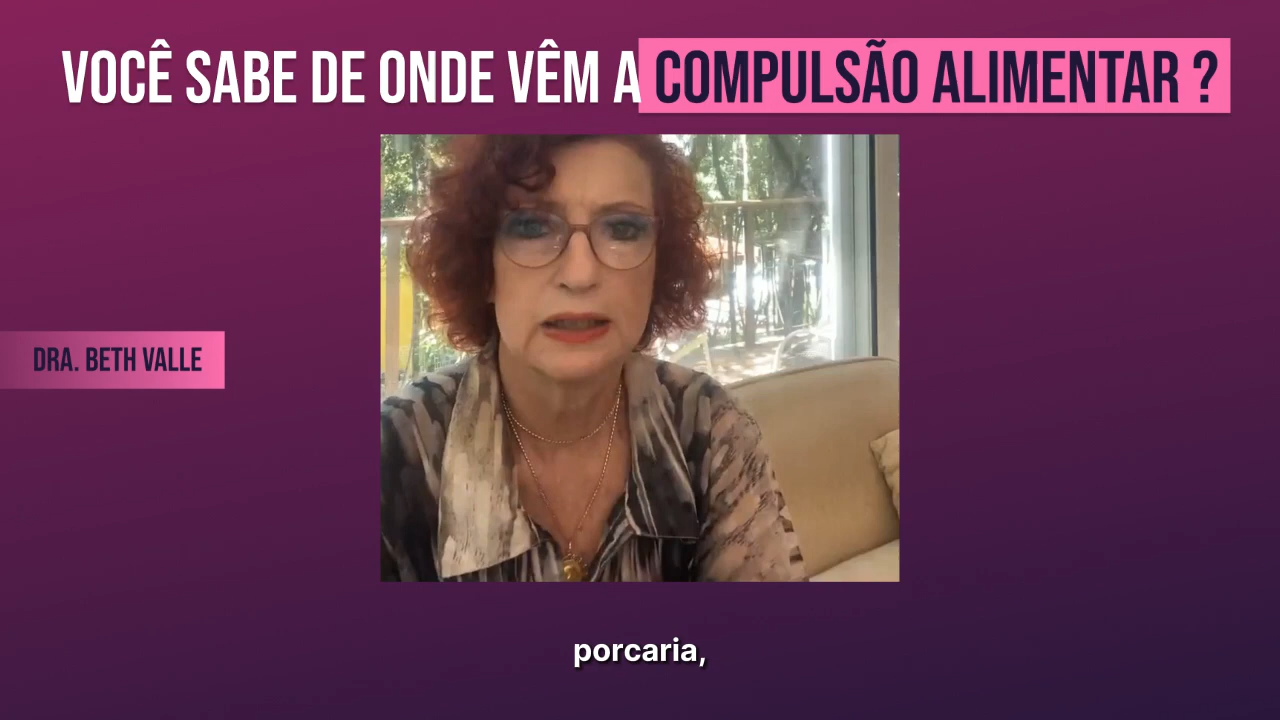 VOCÊ SABE DE ONDE VÊM A COMPULSÃO ALIMENTAR ?
DRA. BETH VALLE
porcaria,